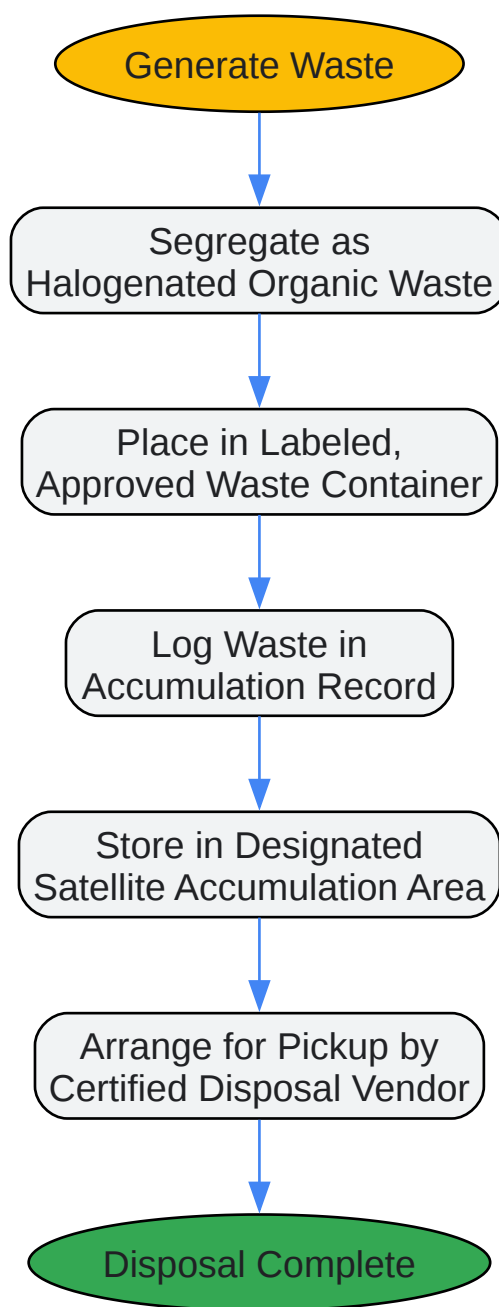 Generate Waste
Segregate as
Halogenated Organic Waste
Place in Labeled,
Approved Waste Container
Log Waste in
Accumulation Record
Store in Designated
Satellite Accumulation Area
Arrange for Pickup by
Certified Disposal Vendor
Disposal Complete